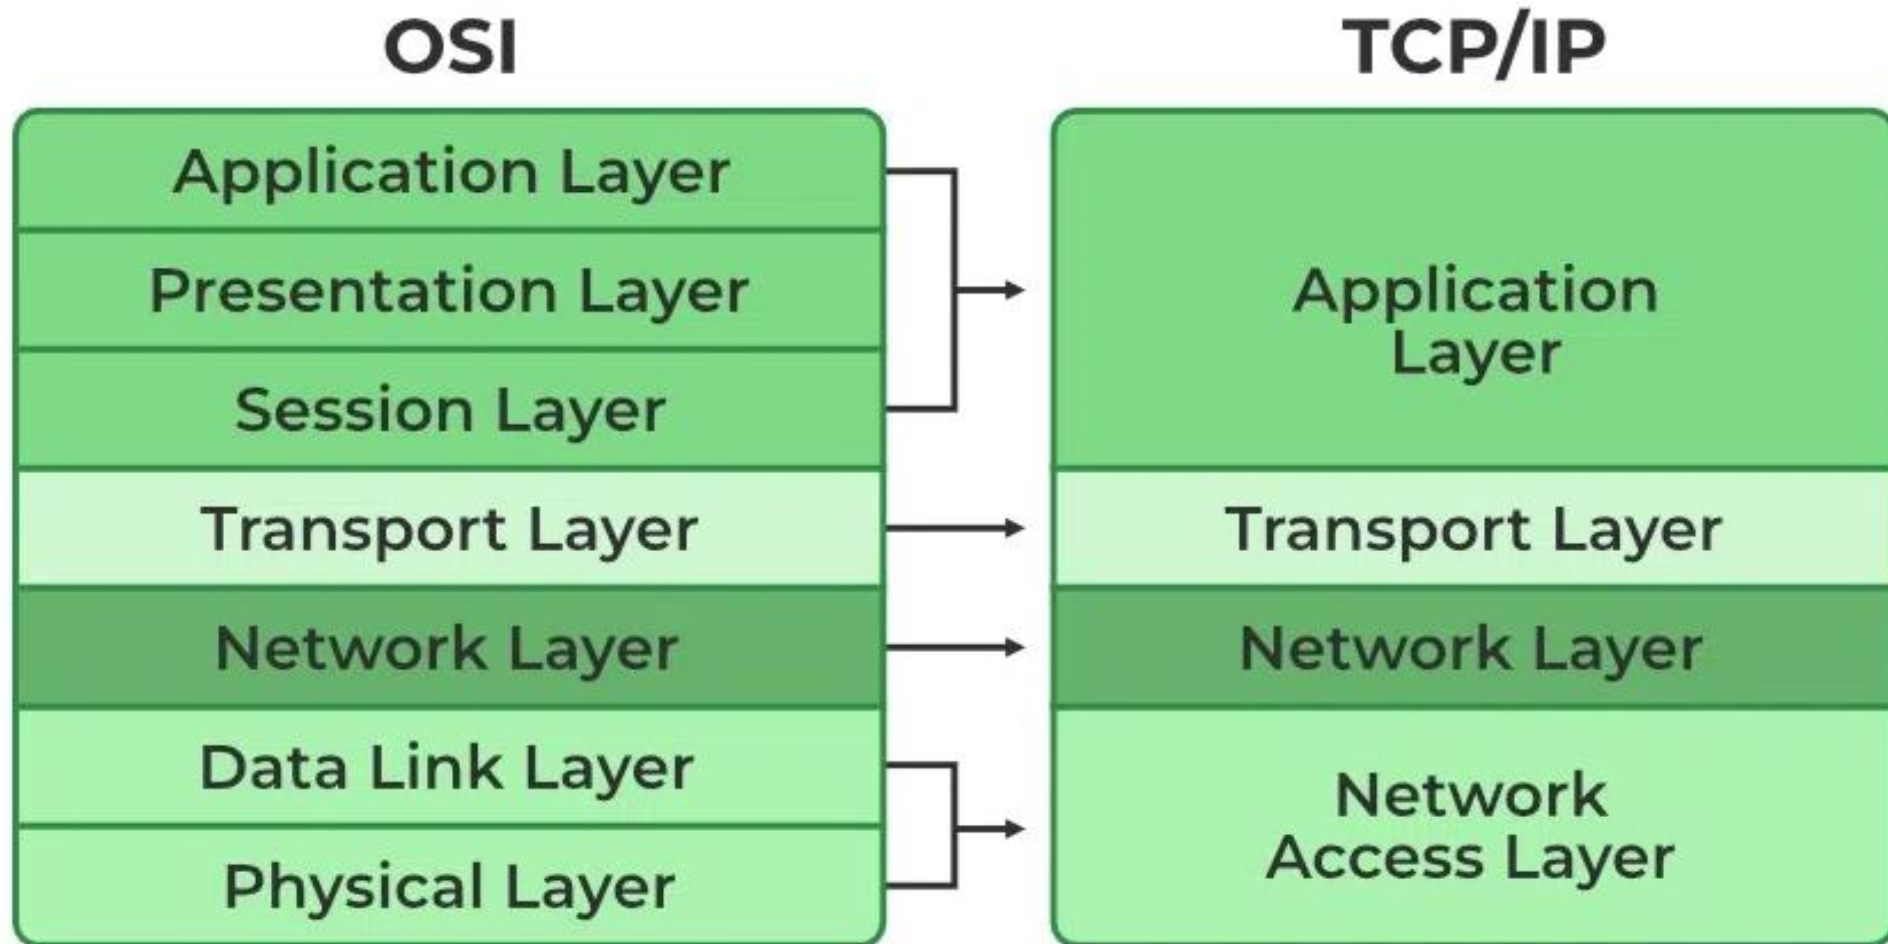 OSI
Application Layer
Presentation Layer
Session Layer
Transport Layer
Network Layer
Data Link Layer
Physical Layer
TCP/IP
Application
Layer
Transport Layer
Network Layer
Network
Access Layer